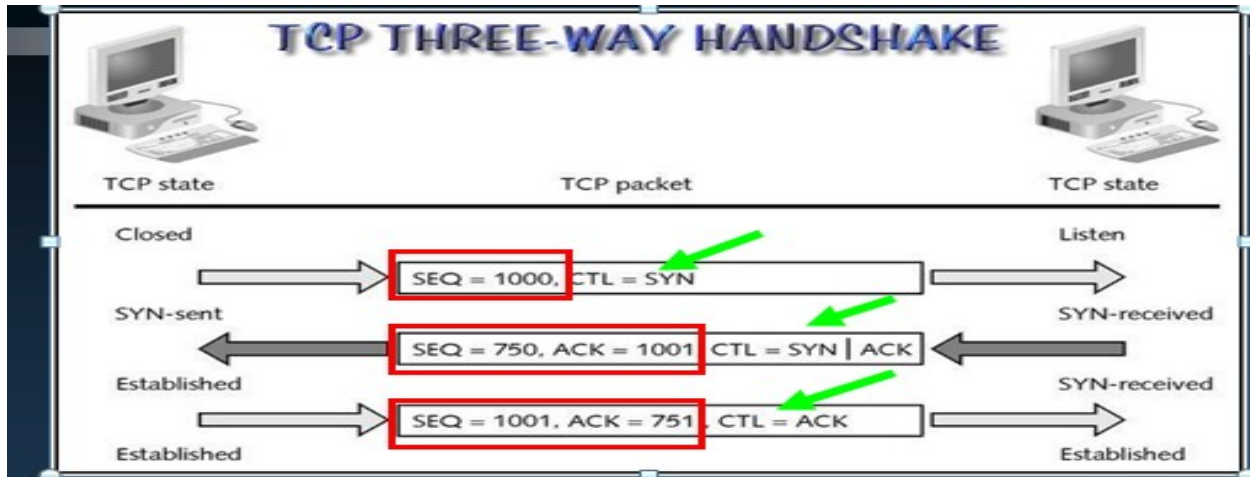 TCP THREE-WAY HANDSHAKE
TCP state TCP packet TCP state
Closed Listen
SEQ = 1000, CTL = SYN
SYN-sent SYN-received
SEQ = 750, ACK = 1001, CTL = SYN | ACK
Established SYN-received
SEQ = 1001, ACK = 751, CTL = ACK
Established Established